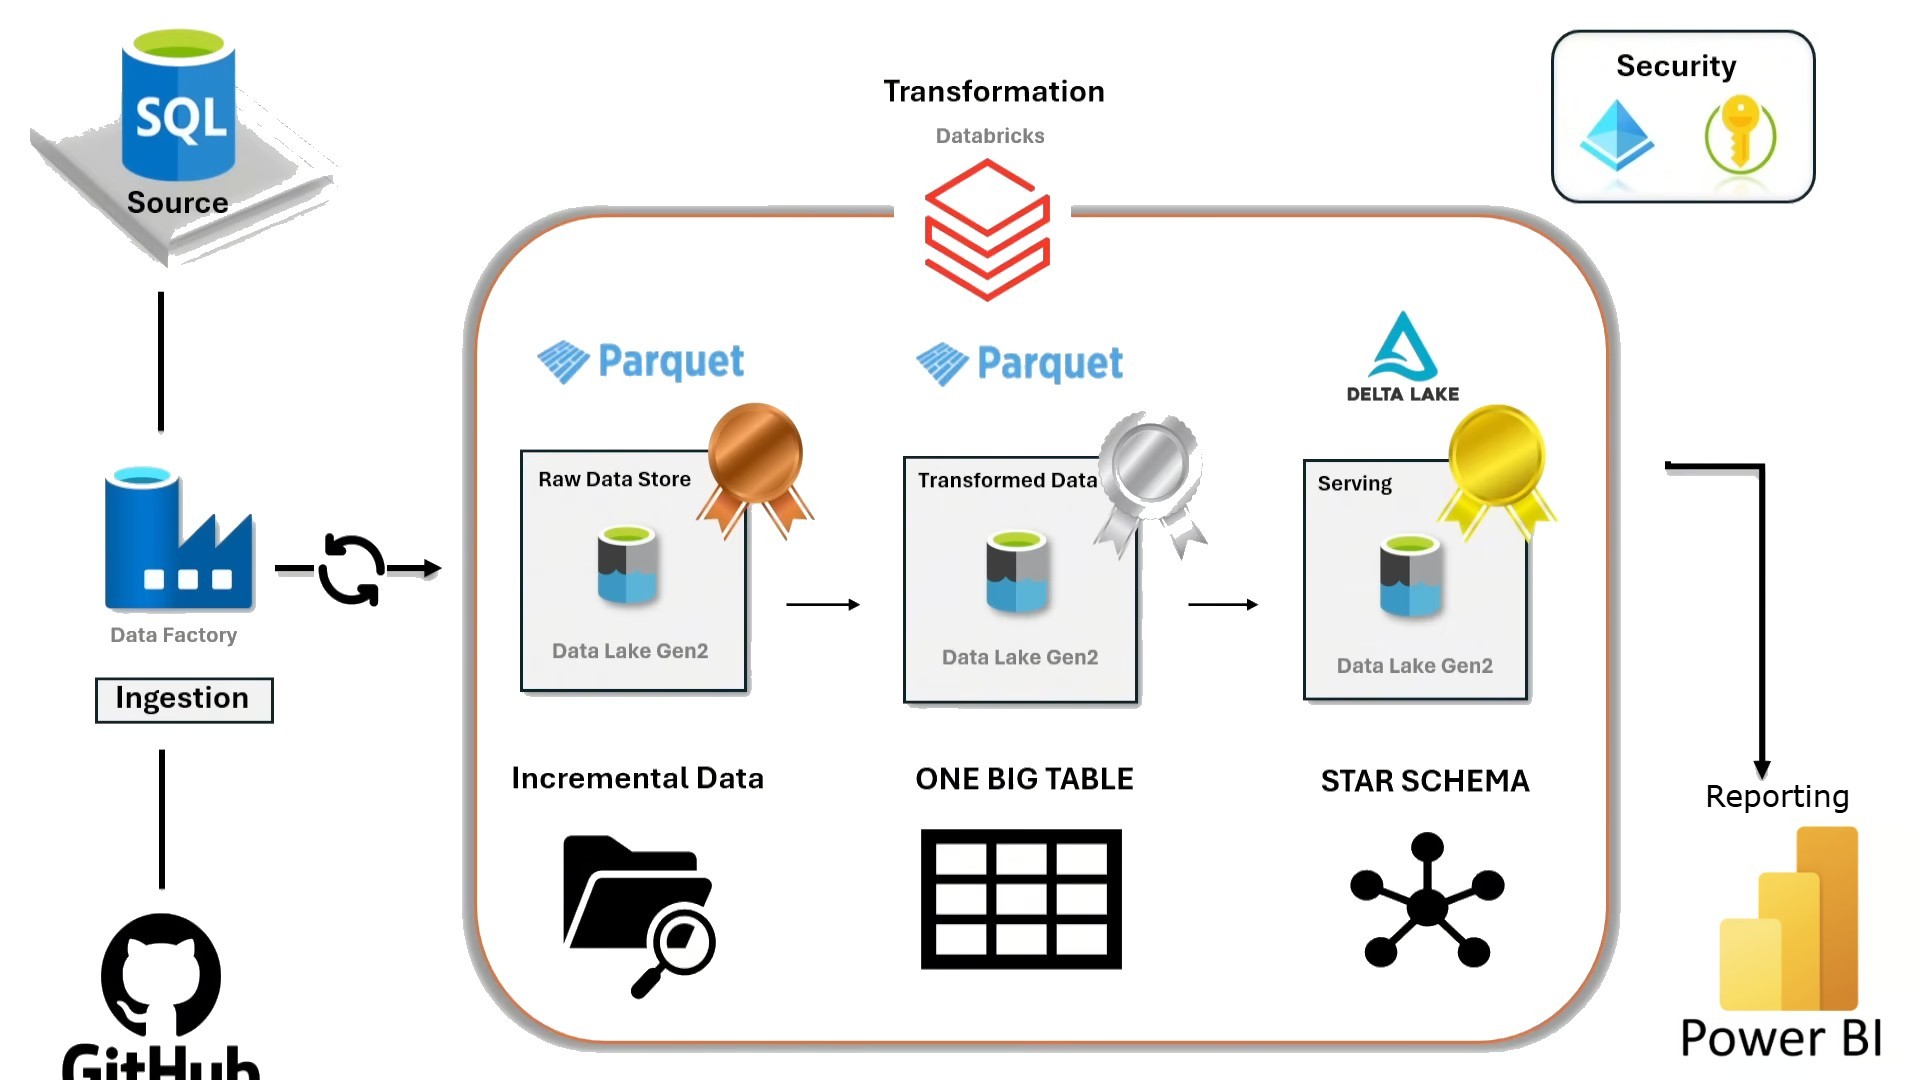 SQL
Source
Transformation
Databricks
Security
Parquet
Parquet
DELTA LAKE
Raw Data Store
Data Lake Gen2
Transformed Data
Data Lake Gen2
Serving
Data Lake Gen2
Data Factory
Ingestion
Incremental Data
ONE BIG TABLE
STAR SCHEMA
Reporting
Power BI
GitHub